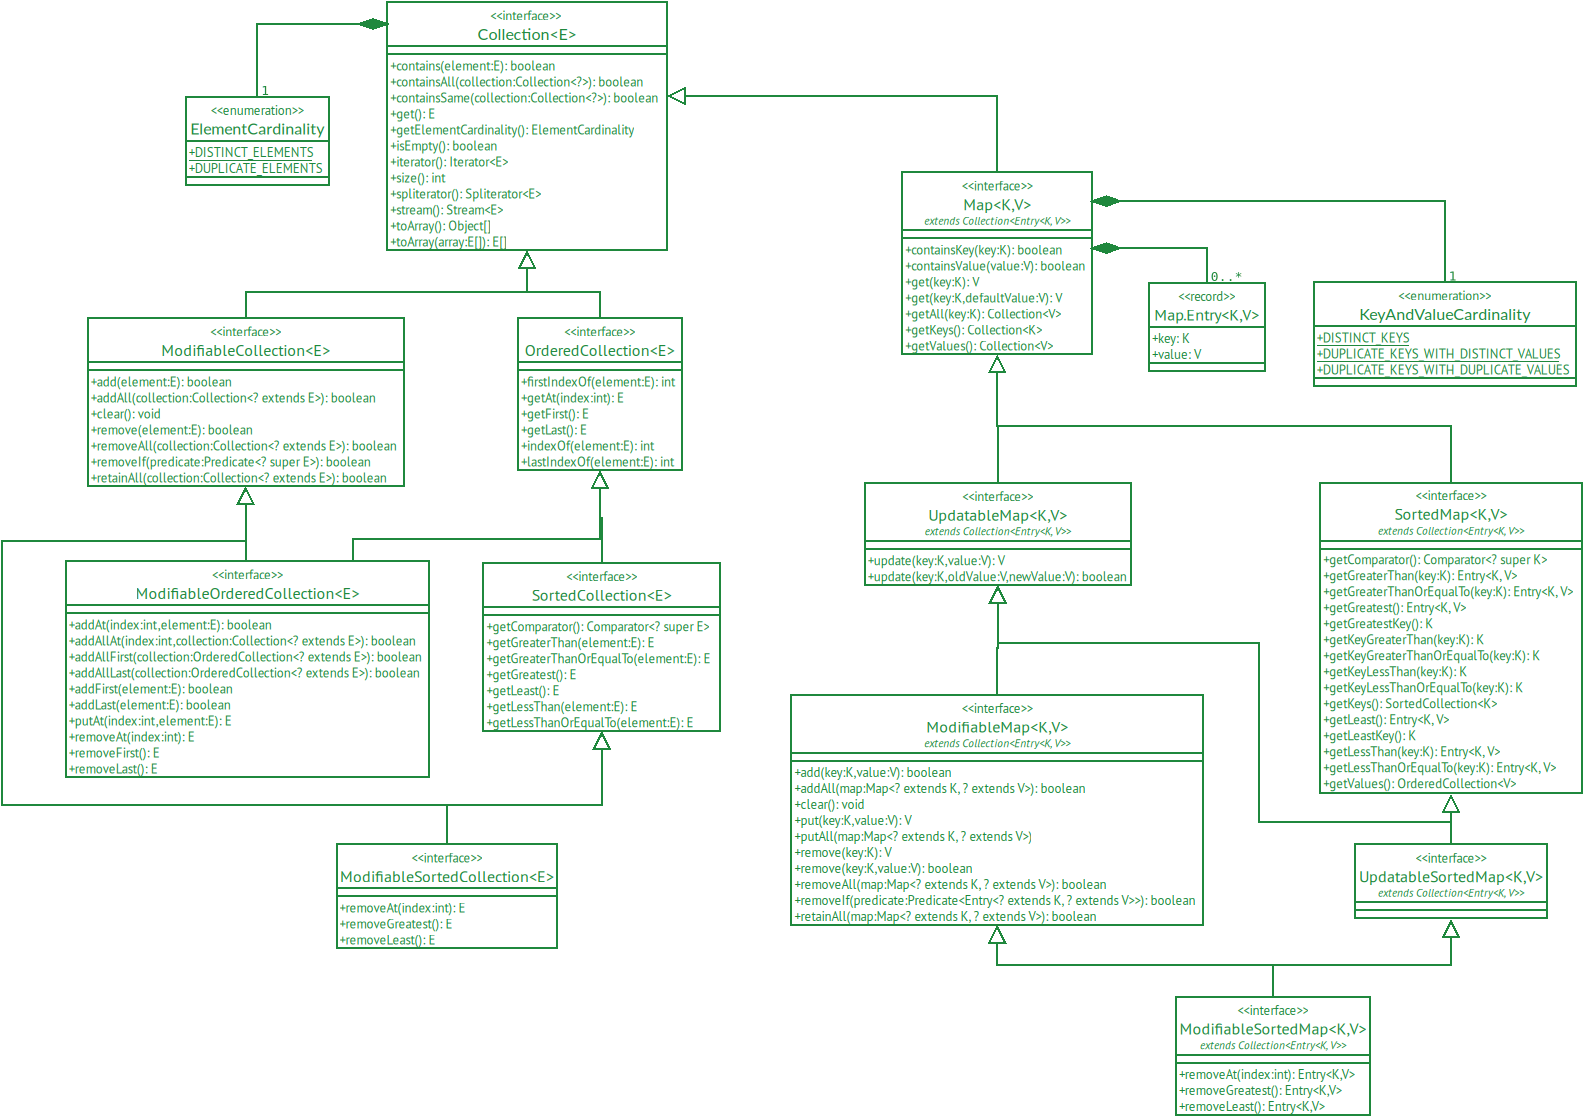 <<interface>>
Collection<E>
+contains(element:E): boolean
+containsAll(collection:Collection<?>): boolean
+containsSame(collection:Collection<?>): boolean
+get(): E
+getElementCardinality(): ElementCardinality
+isEmpty(): boolean
+iterator(): Iterator<E>
+size(): int
+spliterator(): Spliterator<E>
+stream(): Stream<E>
+toArray(): Object[]
+toArray(array:E[]): E[]
1
<<enumeration>>
ElementCardinality
+DISTINCT_ELEMENTS
+DUPLICATE_ELEMENTS
<<interface>>
Map<K,V>
extends Collection<Entry<K, V>>
+containsKey(key:K): boolean
+containsValue(value:V): boolean
+get(key:K): V
+get(key:K,defaultValue:V): V
+getAll(key:K): Collection<V>
+getKeys(): Collection<K>
+getValues(): Collection<V>
0..*
<<record>>
Map.Entry<K,V>
+key: K
+value: V
1
<<enumeration>>
KeyAndValueCardinality
+DISTINCT_KEYS
+DUPLICATE_KEYS_WITH_DISTINCT_VALUES
+DUPLICATE_KEYS_WITH_DUPLICATE_VALUES
<<interface>>
ModifiableCollection<E>
+add(element:E): boolean
+addAll(collection:Collection<? extends E>): boolean
+clear(): void
+remove(element:E): boolean
+removeAll(collection:Collection<? extends E>): boolean
+removeIf(predicate:Predicate<? super E>): boolean
+retainAll(collection:Collection<? extends E>): boolean
<<interface>>
OrderedCollection<E>
+firstIndexOf(element:E): int
+getAt(index:int): E
+getFirst(): E
+getLast(): E
+indexOf(element:E): int
+lastIndexOf(element:E): int
<<interface>>
UpdatableMap<K,V>
extends Collection<Entry<K, V>>
+update(key:K,value:V): V
+update(key:K,oldValue:V,newValue:V): boolean
<<interface>>
SortedMap<K,V>
extends Collection<Entry<K, V>>
+getComparator(): Comparator<? super K>
+getGreaterThan(key:K): Entry<K, V>
+getGreaterThanOrEqualTo(key:K): Entry<K, V>
+getGreatest(): Entry<K, V>
+getGreatestKey(): K
+getKeyGreaterThan(key:K): K
+getKeyGreaterThanOrEqualTo(key:K): K
+getKeyLessThan(key:K): K
+getKeyLessThanOrEqualTo(key:K): K
+getKeys(): SortedCollection<K>
+getLeast(): Entry<K, V>
+getLeastKey(): K
+getLessThan(key:K): Entry<K, V>
+getLessThanOrEqualTo(key:K): Entry<K, V>
+getValues(): OrderedCollection<V>
<<interface>>
ModifiableOrderedCollection<E>
+addAt(index:int,element:E): boolean
+addAllAt(index:int,collection:Collection<? extends E>): boolean
+addAllFirst(collection:OrderedCollection<? extends E>): boolean
+addAllLast(collection:OrderedCollection<? extends E>): boolean
+addFirst(element:E): boolean
+addLast(element:E): boolean
+putAt(index:int,element:E): E
+removeAt(index:int): E
+removeFirst(): E
+removeLast(): E
<<interface>>
SortedCollection<E>
+getComparator(): Comparator<? super E>
+getGreaterThan(element:E): E
+getGreaterThanOrEqualTo(element:E): E
+getGreatest(): E
+getLeast(): E
+getLessThan(element:E): E
+getLessThanOrEqualTo(element:E): E
<<interface>>
ModifiableMap<K,V>
extends Collection<Entry<K, V>>
+add(key:K,value:V): boolean
+addAll(map:Map<? extends K, ? extends V>): boolean
+clear(): void
+put(key:K,value:V): V
+putAll(map:Map<? extends K, ? extends V>)
+remove(key:K): V
+remove(key:K,value:V): boolean
+removeAll(map:Map<? extends K, ? extends V>): boolean
+removeIf(predicate:Predicate<Entry<? extends K, ? extends V>>): boolean
+retainAll(map:Map<? extends K, ? extends V>): boolean
<<interface>>
ModifiableSortedCollection<E>
+removeAt(index:int): E
+removeGreatest(): E
+removeLeast(): E
<<interface>>
UpdatableSortedMap<K,V>
extends Collection<Entry<K, V>>
<<interface>>
ModifiableSortedMap<K,V>
extends Collection<Entry<K, V>>
+removeAt(index:int): Entry<K,V>
+removeGreatest(): Entry<K,V>
+removeLeast(): Entry<K,V>